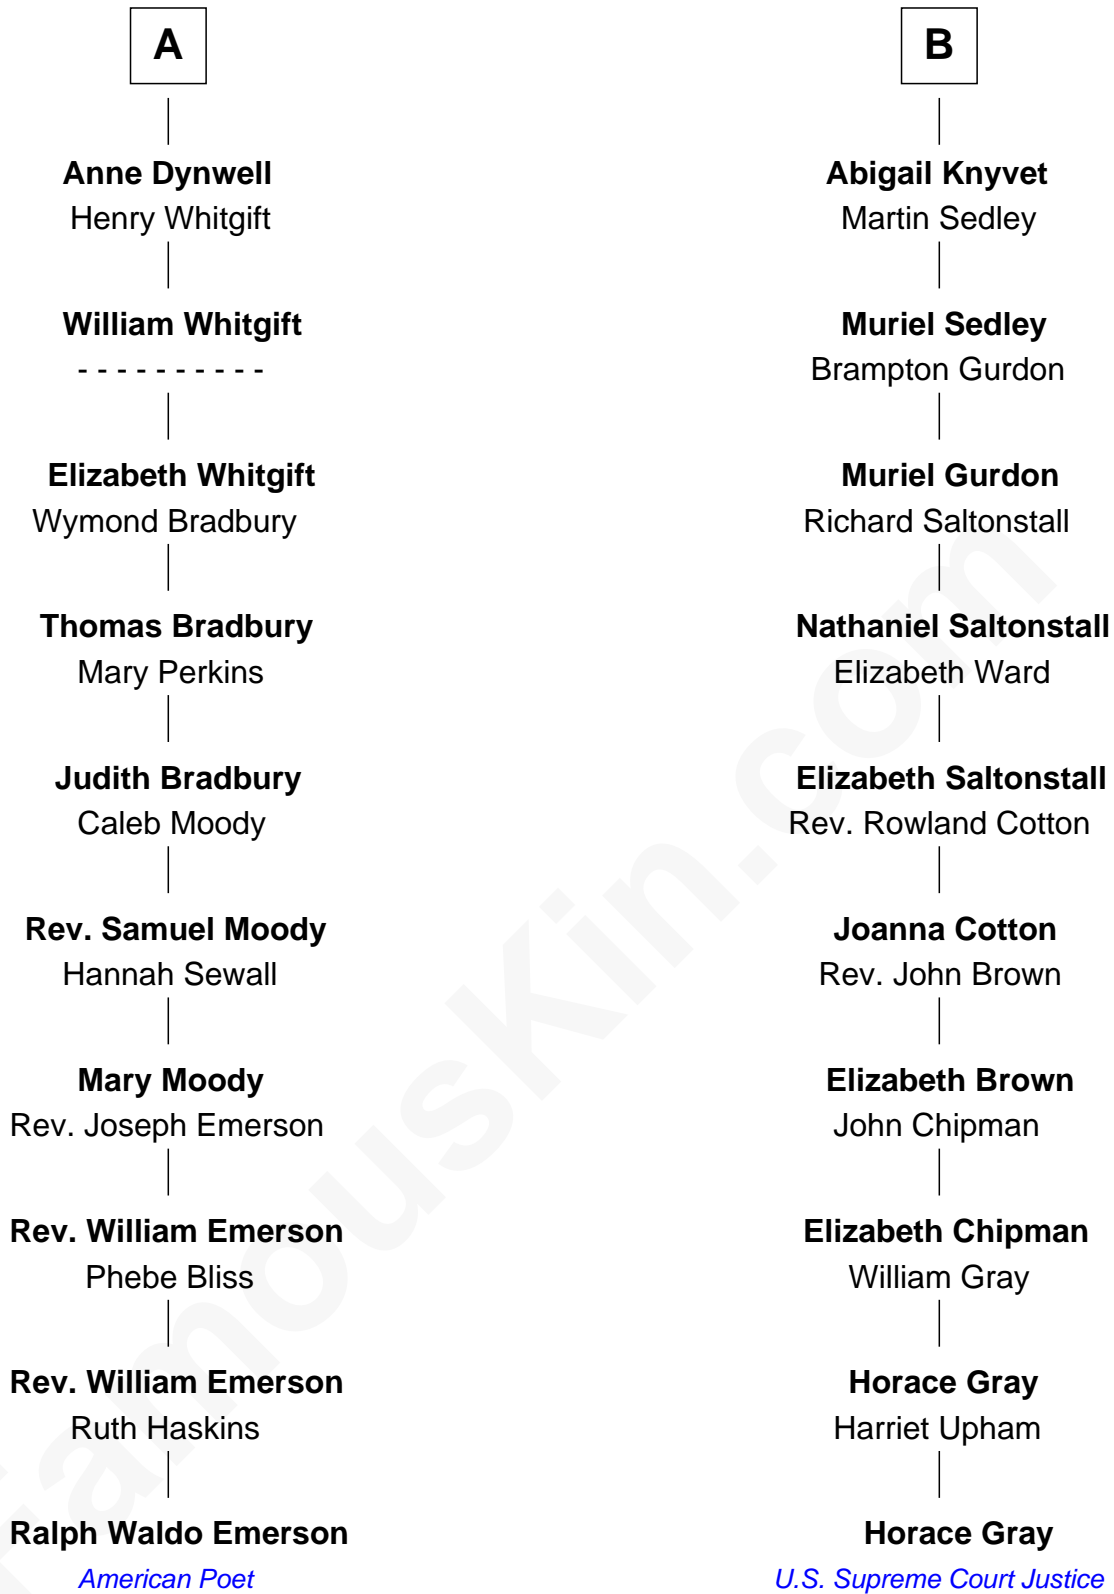 A
Anne Dynwell
Henry Whitgift
William Whitgift
- - - - - - - - - -
Elizabeth Whitgift
Wymond Bradbury
Thomas Bradbury
Mary Perkins
Judith Bradbury
Caleb Moody
Rev. Samuel Moody
Hannah Sewall
Mary Moody
Rev. Joseph Emerson
Rev. William Emerson
Phebe Bliss
Rev. William Emerson
Ruth Haskins
Ralph Waldo Emerson
American Poet
B
Abigail Knyvet
Martin Sedley
Muriel Sedley
Brampton Gurdon
Muriel Gurdon
Richard Saltonstall
Nathaniel Saltonstall
Elizabeth Ward
Elizabeth Saltonstall
Rev. Rowland Cotton
Joanna Cotton
Rev. John Brown
Elizabeth Brown
John Chipman
Elizabeth Chipman
William Gray
Horace Gray
Harriet Upham
Horace Gray
U.S. Supreme Court Justice
FamousKin.com